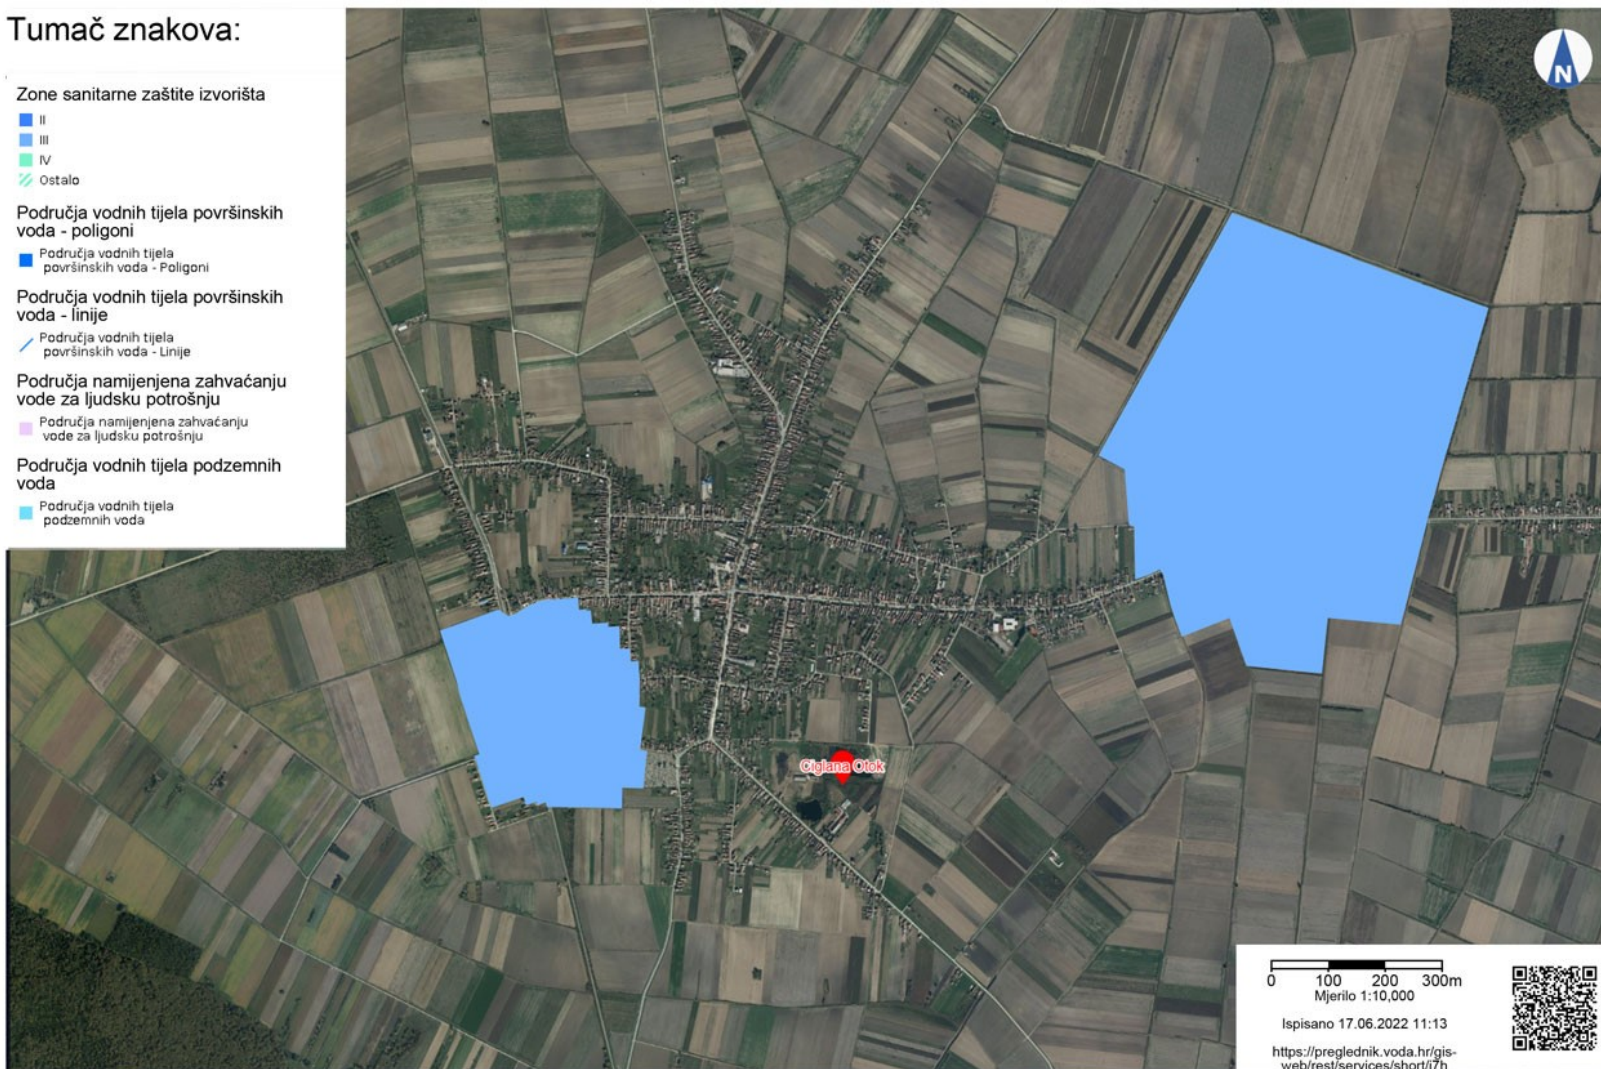 Tumač znakova:
Zone sanitarne zaštite izvorišta
II
III
IV
Ostalo
Područja vodnih tijela površinskih
voda - poligoni
Područja vodnih tijela
površinskih voda - Poligoni
Područja vodnih tijela površinskih
voda - linije
Područja vodnih tijela
površinskih voda - Linije
Područja namijenjena zahvaćanju
vode za ljudsku potrošnju
Područja namijenjena zahvaćanju
vode za ljudsku potrošnju
Područja vodnih tijela podzemnih
voda
Područja vodnih tijela
podzemnih voda
N
Ciglana Otok
0 100 200 300m
Mjerilo 1:10,000
Ispisano 17.06.2022 11:13
https://preglednik.voda.hr/gis-
web/rest/services/short/i7h